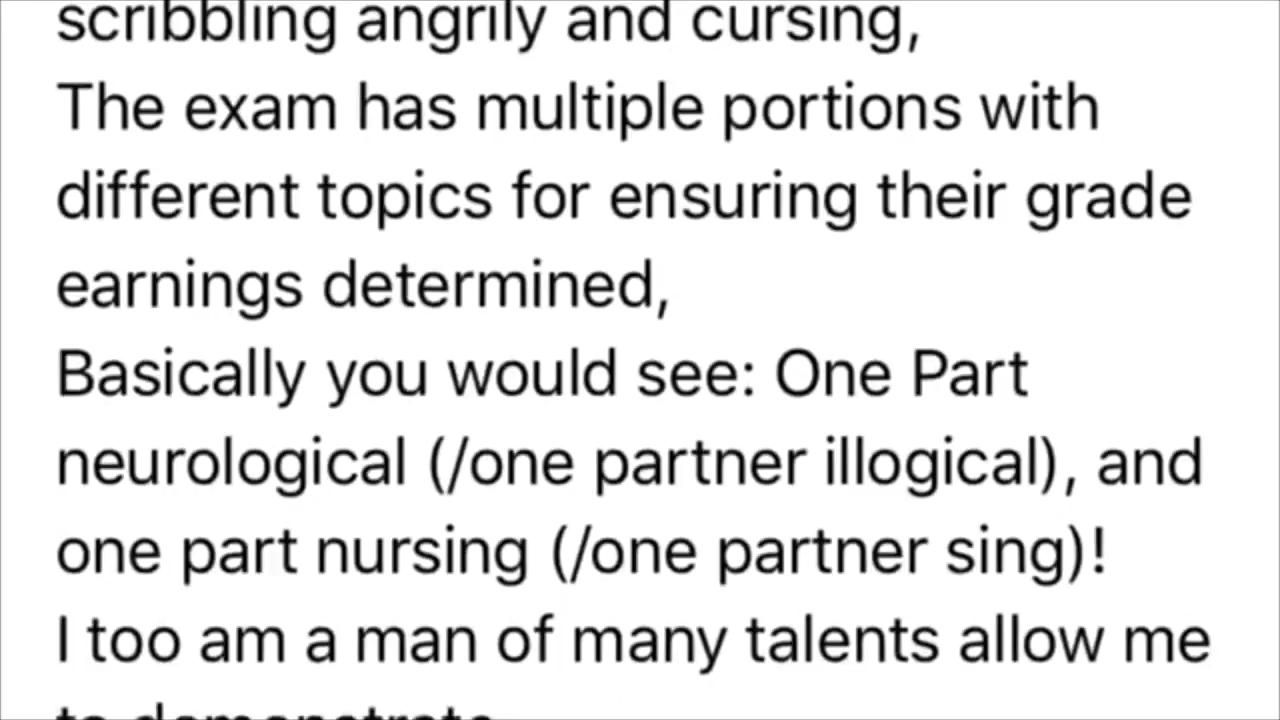 scribbling angrily and cursing,
The exam has multiple portions with
different topics for ensuring their grade
earnings determined,
Basically you would see: One Part
neurological (/one partner illogical), and
one part nursing (/one partner sing)!
I too am a man of many talents allow me
to demonstrate